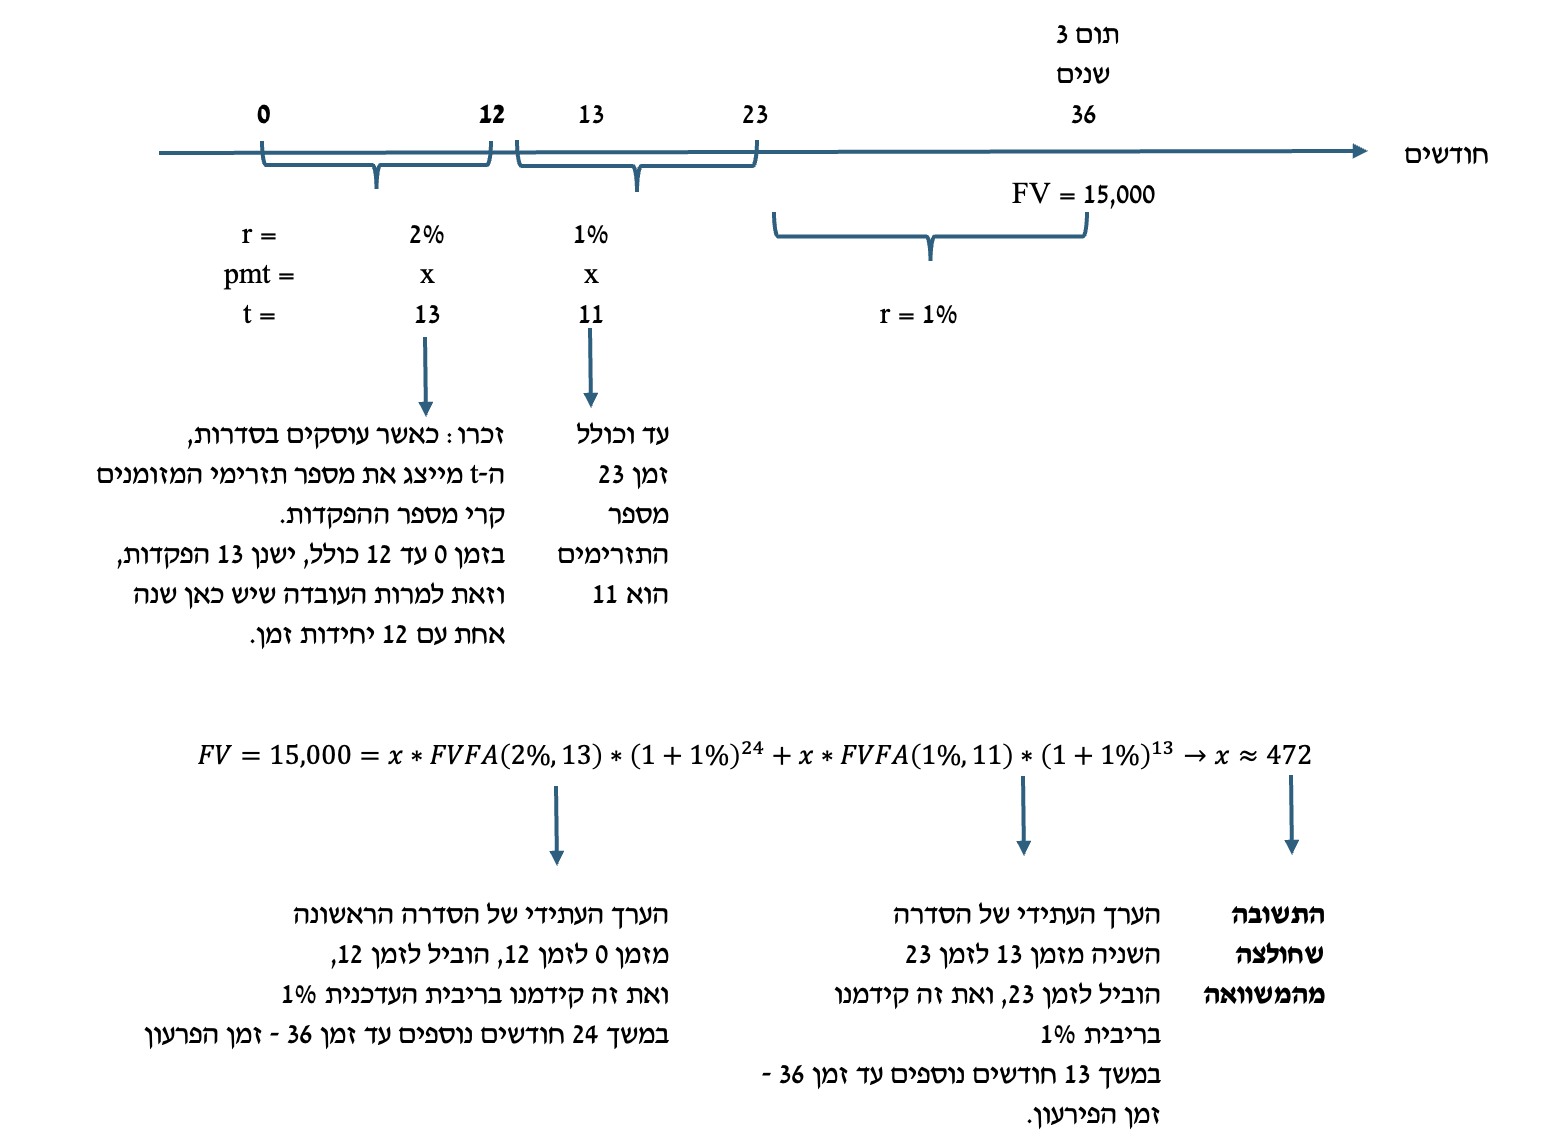 תום 3
שנים
0 12 13 23 36
חודשים
FV = 15,000
r = 2% 1%
pmt = x x
t = 13 11 r = 1%
זכרו: כאשר עוסקים בסדרות,
ה-t מייצג את מספר תזרימי המזומנים
קרי מספר ההפקדות.
בזמן 0 עד 12 כולל, ישנן 13 הפקדות,
וזאת למרות העובדה שיש כאן שנה
אחת עם 12 יחידות זמן.
עד וכולל
זמן 23
מספר
התזרימים
הוא 11
FV = 15,000 = x ∗ FVFA(2%, 13) ∗ (1 + 1%)^24 + x ∗ FVFA(1%, 11) ∗ (1 + 1%)^13 → x ≈ 472
הערך העתידי של הסדרה הראשונה
מזמן 0 לזמן 12, הוביל לזמן 12,
ואת זה קידמנו בריבית העדכנית 1%
במשך 24 חודשים נוספים עד זמן 36 - זמן הפרעון
הערך העתידי של הסדרה
השניה מזמן 13 לזמן 23
הוביל לזמן 23, ואת זה קידמנו
בריבית 1%
במשך 13 חודשים נוספים עד זמן 36 -
זמן הפירעון.
התשובה
שחולצה
מהמשוואה